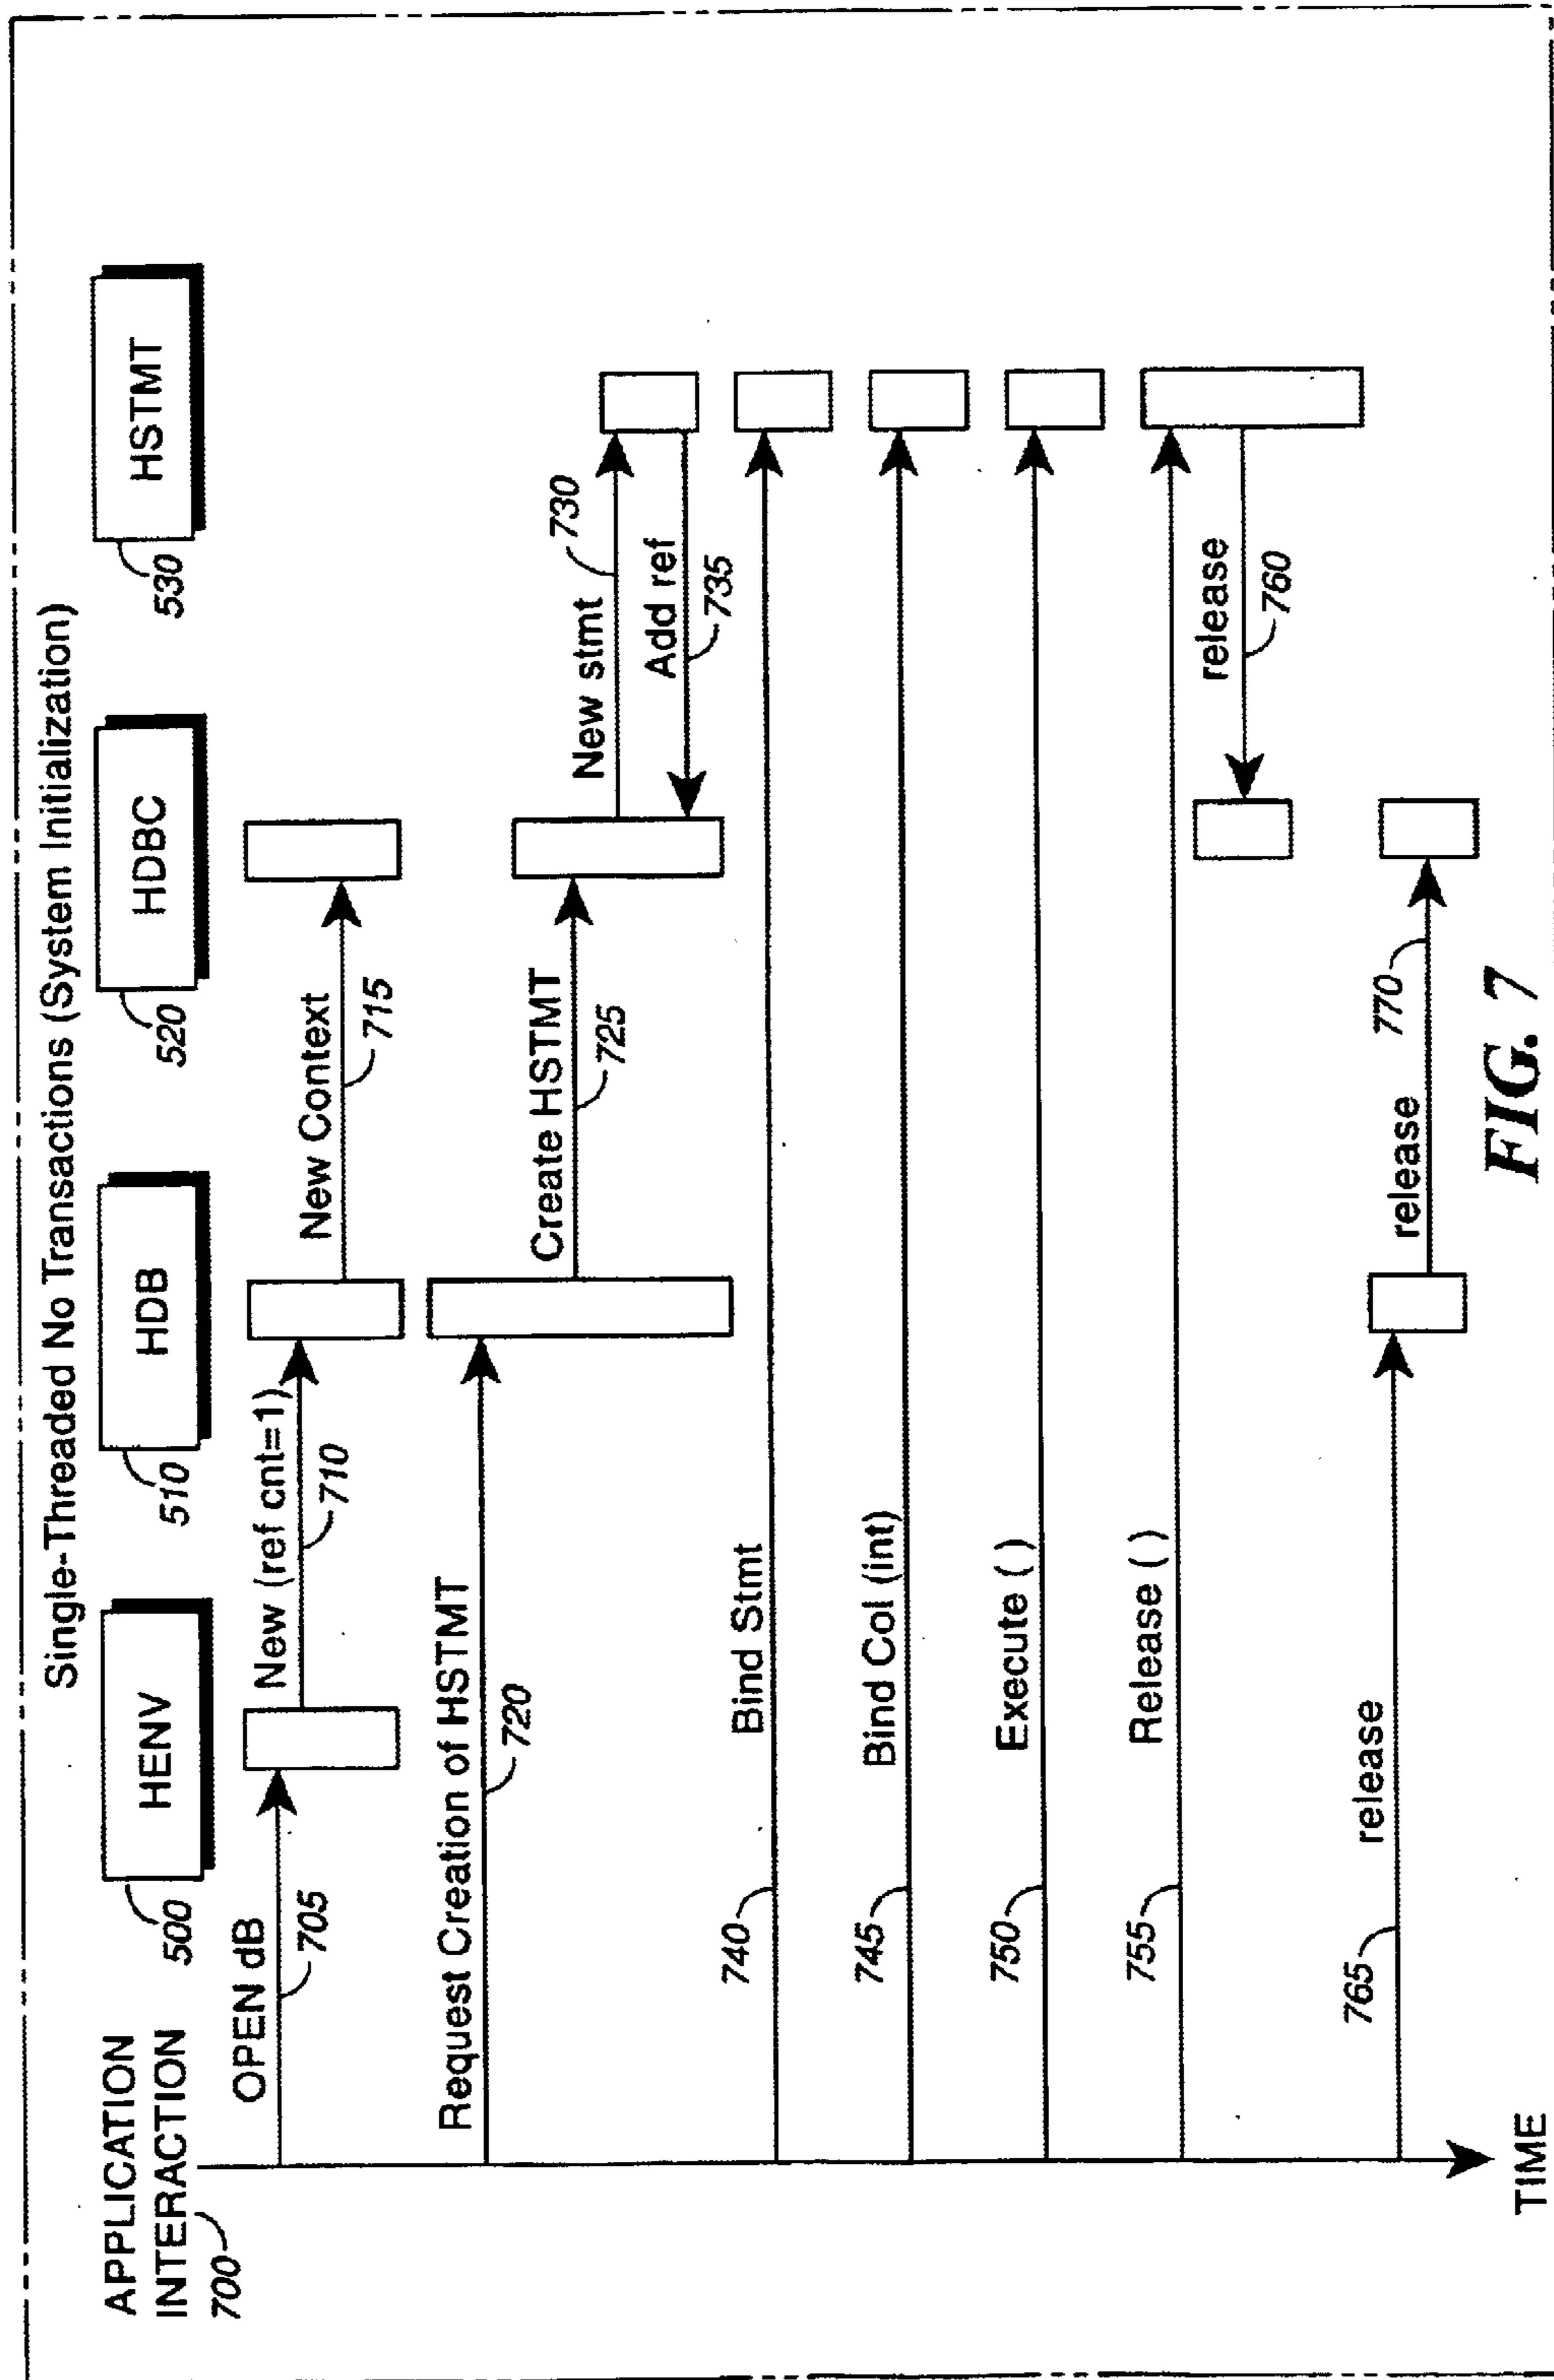 Single-Threaded No Transactions (System Initialization)
APPLICATION
INTERACTION
700
HENV
500
HDB
510
HDBC
520
HSTMT
530
OPEN dB
705
New (ref cnt=1)
710
New Context
715
Request Creation of HSTMT
720
Create HSTMT
725
New stmt
730
Add ref
735
Bind Stmt
740
Bind Col (int)
745
Execute ( )
750
Release ( )
755
release
760
release
765
release
770
TIME
FIG. 7